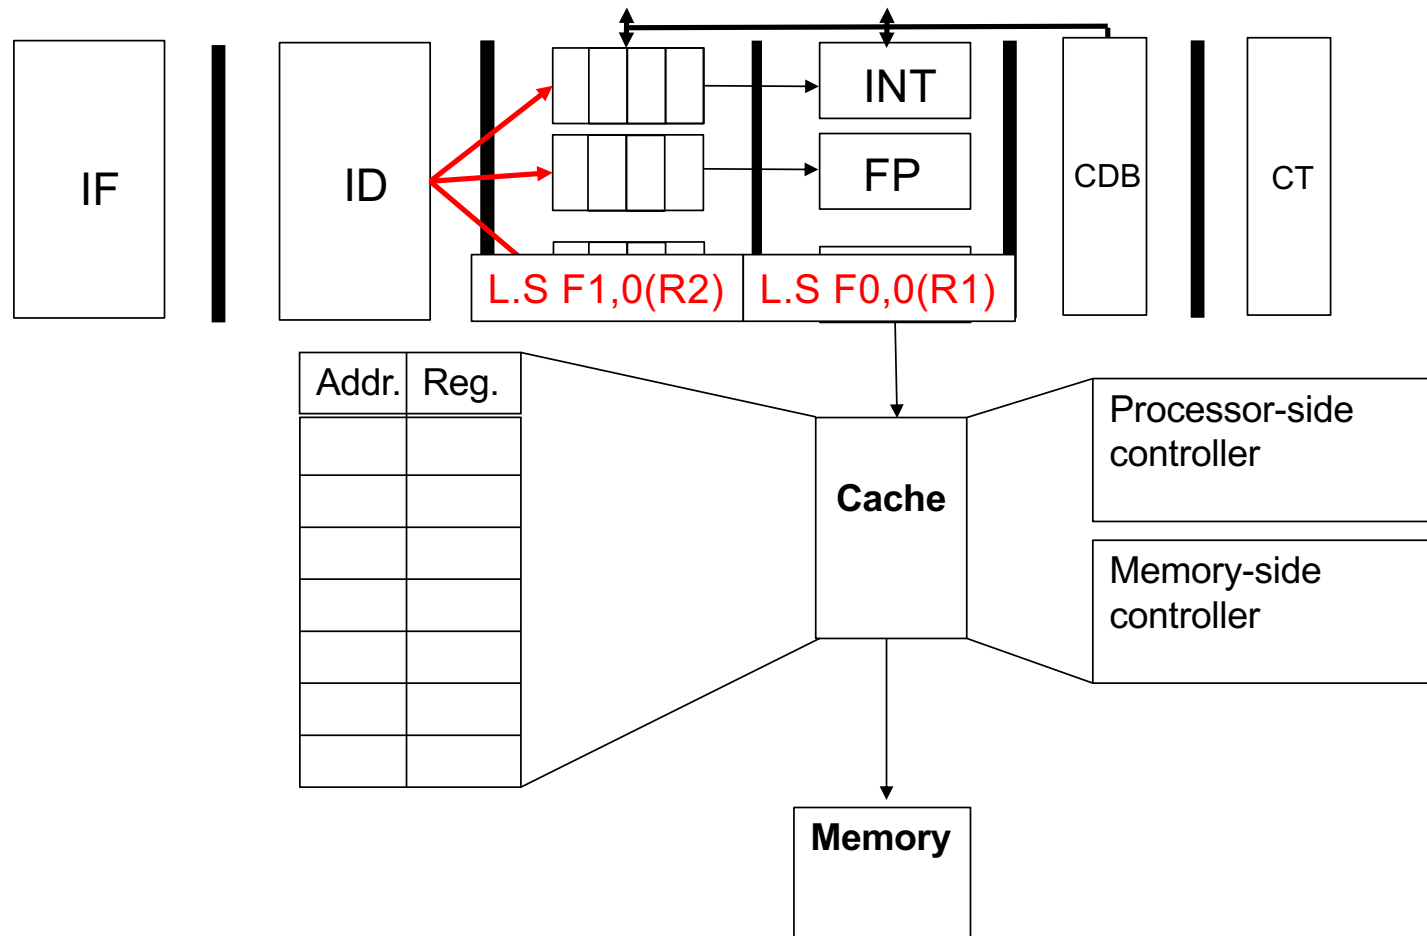 IF
ID
INT
FP
CDB
CT
L.S F1,0(R2)
L.S F0,0(R1)
Addr.
Reg.
Cache
Processor-side
controller
Memory-side
controller
Memory